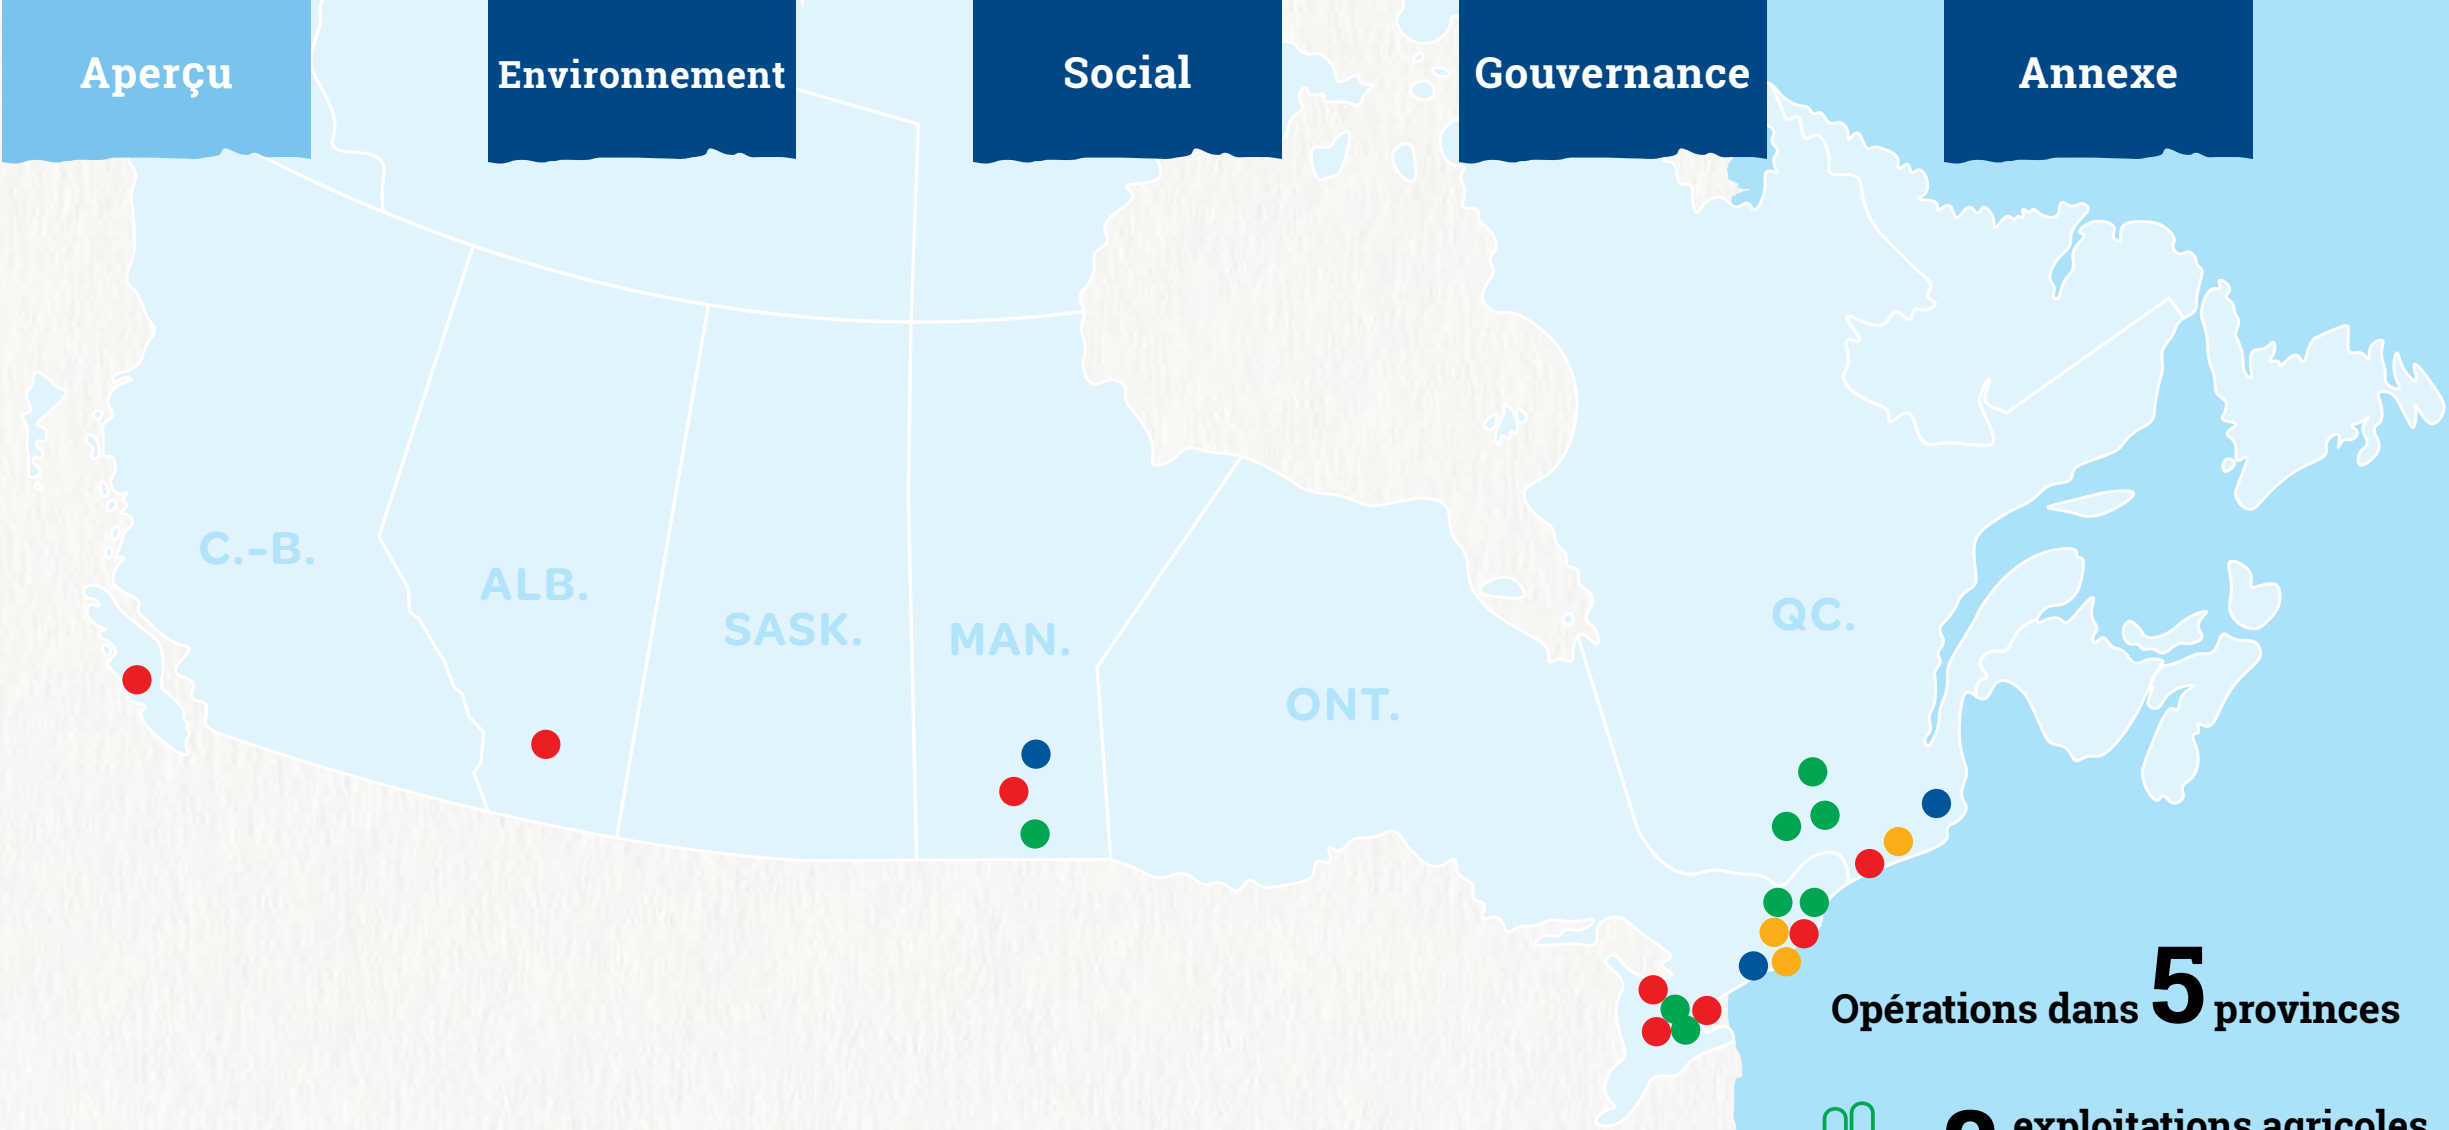 Aperçu
Environnement
Social
Gouvernance
Annexe
C.-B.
ALB.
SASK.
MAN.
ONT.
QC.
Opérations dans 5 provinces
exploitations agricoles